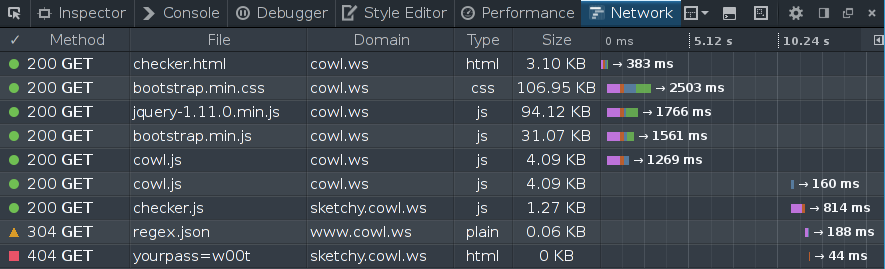 Inspector Console Debugger Style Editor Performance Network
✓ Method File Domain Type Size 0 ms 5.12 s 10.24 s
200 GET checker.html cowl.ws html 3.10 KB → 383 ms
200 GET bootstrap.min.css cowl.ws css 106.95 KB → 2503 ms
200 GET jquery-1.11.0.min.js cowl.ws js 94.12 KB → 1766 ms
200 GET bootstrap.min.js cowl.ws js 31.07 KB → 1561 ms
200 GET cowl.js cowl.ws js 4.09 KB → 1269 ms
200 GET cowl.js cowl.ws js 4.09 KB → 160 ms
200 GET checker.js sketchy.cowl.ws js 1.27 KB → 814 ms
304 GET regex.json www.cowl.ws plain 0.06 KB → 188 ms
404 GET yourpass=w00t sketchy.cowl.ws html 0 KB → 44 ms